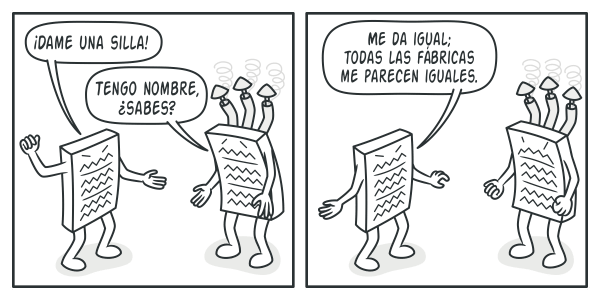 ¡DAME UNA SILLA!
TENGO NOMBRE,
¿SABES?
ME DA IGUAL;
TODAS LAS FÁBRICAS
ME PARECEN IGUALES.